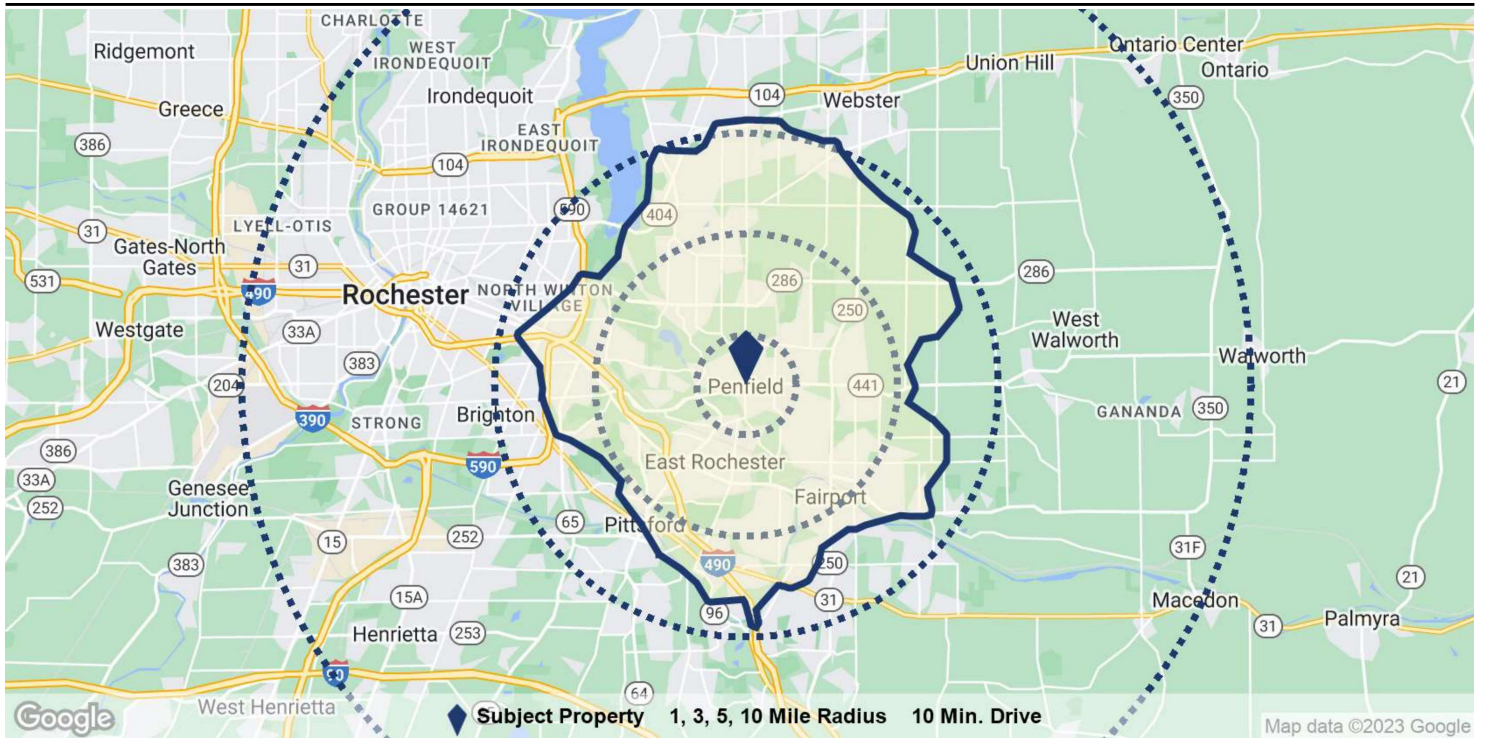 CHARLOTTE
Ridgemont
WEST
IRONDEQUOIT
Ontario Center
Union Hill
Ontario
Irondequoit
104
Webster
350
Greece
EAST
IRONDEQUOIT
386
104
GROUP 14621
590
404
31
LYELL-OTIS
Gates-North
Gates
31
286
286
531
490
Rochester
NORTH WINTON
VILLAGE
250
Westgate
33A
West
Walworth
Walworth
383
204
Penfield
441
21
390
STRONG
Brighton
GANANDA
350
386
590
East Rochester
33A
252
Genesee
Junction
Fairport
65
Pittsford
15
252
31F
383
490
250
21
15A
96
31
Macedon
Henrietta
253
31
Palmyra
90
64
West Henrietta
Google
Subject Property 1, 3, 5, 10 Mile Radius 10 Min. Drive
Map data ©2023 Google